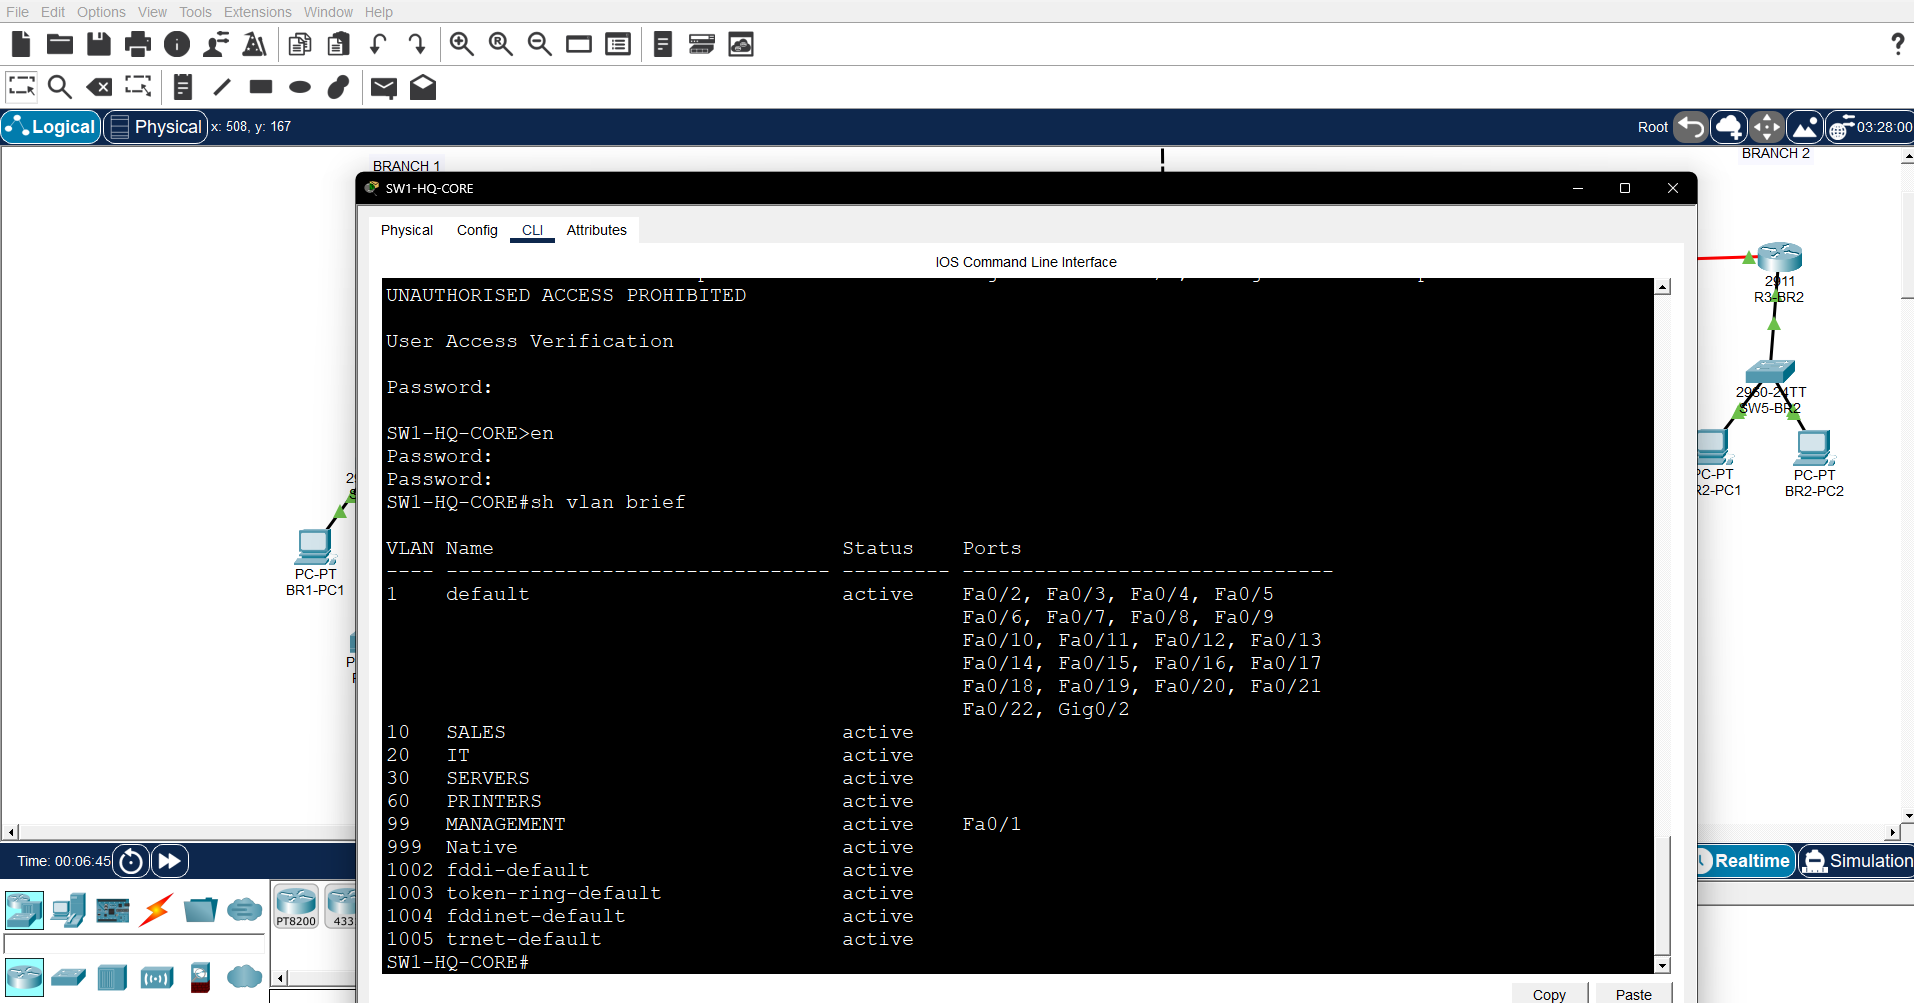 File Edit Options View Tools Extensions Window Help
Logical Physical x: 508, y: 167 Root 03:28:00
BRANCH 1 BRANCH 2
SW1-HQ-CORE
Physical Config CLI Attributes
IOS Command Line Interface
UNAUTHORISED ACCESS PROHIBITED
User Access Verification
Password:
SW1-HQ-CORE>en
Password:
Password:
SW1-HQ-CORE#sh vlan brief
VLAN Name Status Ports
---- -------------------------------- --------- -------------------------------
1 default active Fa0/2, Fa0/3, Fa0/4, Fa0/5
Fa0/6, Fa0/7, Fa0/8, Fa0/9
Fa0/10, Fa0/11, Fa0/12, Fa0/13
Fa0/14, Fa0/15, Fa0/16, Fa0/17
Fa0/18, Fa0/19, Fa0/20, Fa0/21
Fa0/22, Gig0/2
10 SALES active
20 IT active
30 SERVERS active
60 PRINTERS active
99 MANAGEMENT active Fa0/1
999 Native active
1002 fddi-default active
1003 token-ring-default active
1004 fddinet-default active
1005 trnet-default active
SW1-HQ-CORE#
Copy Paste
2911
R3-BR2
2960-24TT
SW5-BR2
PC-PT
R2-PC1
PC-PT
BR2-PC2
PC-PT
BR1-PC1
Time: 00:06:45
Realtime Simulation
PT8200 433